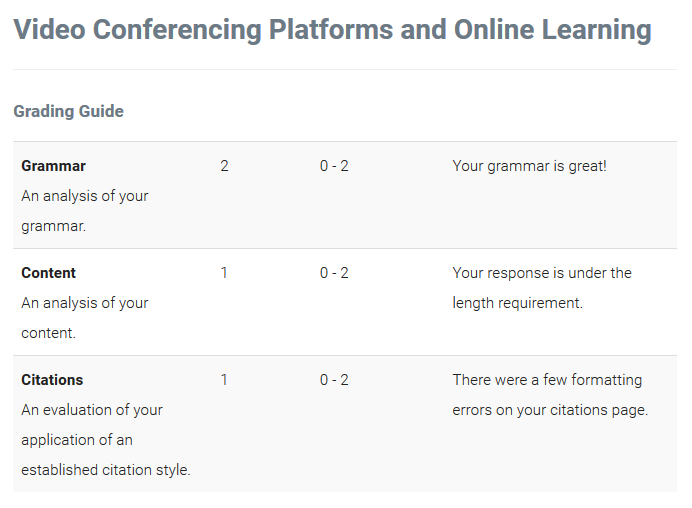 Video Conferencing Platforms and Online Learning
Grading Guide
Grammar 2 0 - 2 Your grammar is great!
An analysis of your
grammar.
Content 1 0 - 2 Your response is under the
An analysis of your length requirement.
content.
Citations 1 0 - 2 There were a few formatting
An evaluation of your errors on your citations page.
application of an
established citation style.